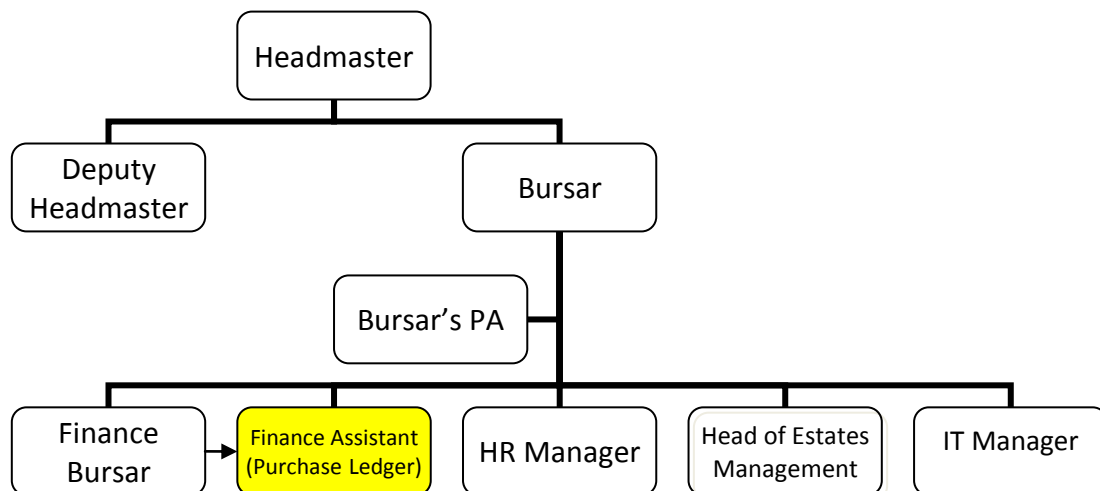 Headmaster
Deputy
Headmaster
Bursar
Bursar’s PA
Finance
Bursar
Finance Assistant
(Purchase Ledger)
HR Manager
Head of Estates
Management
IT Manager